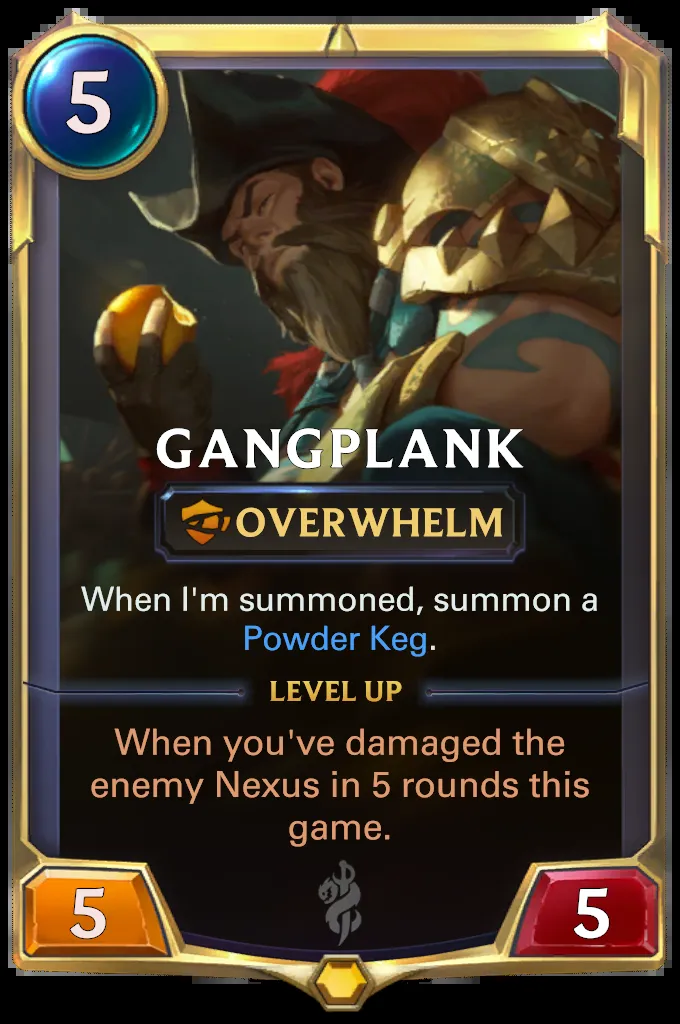 5
GANGPLANK
OVERWHELM
When I'm summoned, summon a
Powder Keg.
LEVEL UP
When you've damaged the
enemy Nexus in 5 rounds this
game.
5
5